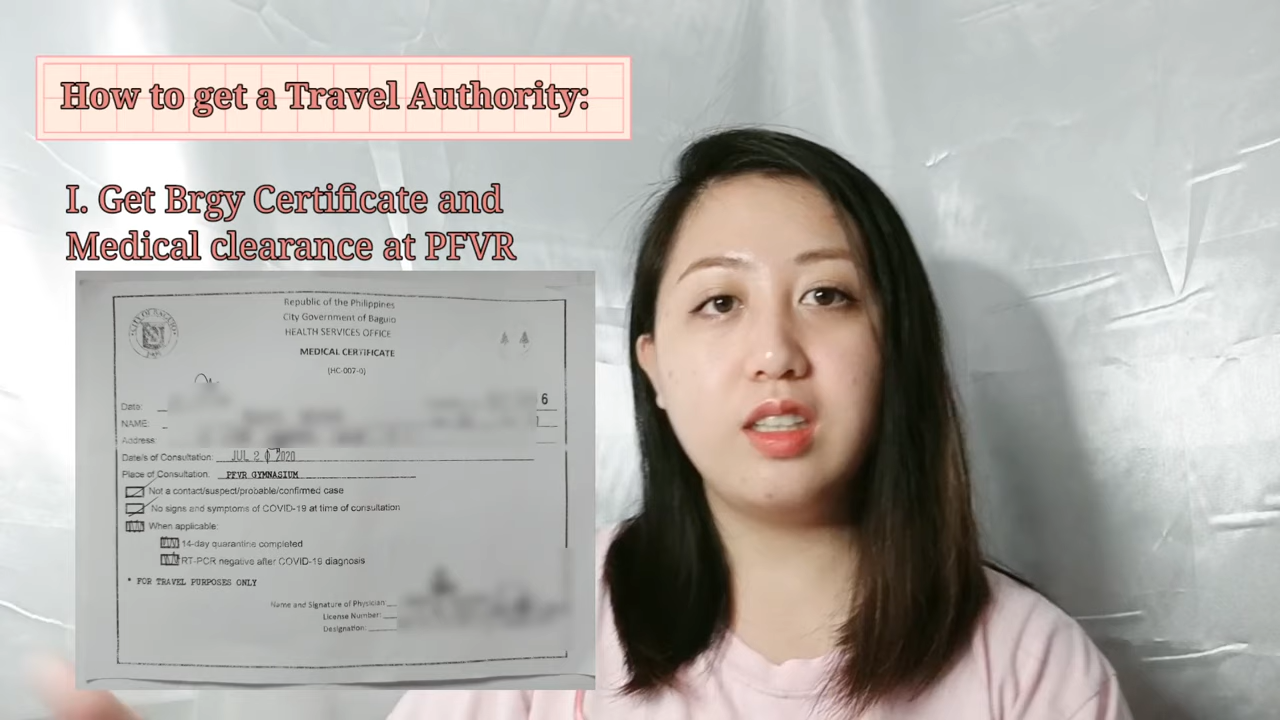 How to get a Travel Authority:
I. Get Brgy Certificate and
Medical clearance at PFVR
Republic of the Philippines
City Government of Baguio
HEALTH SERVICES OFFICE
MEDICAL CERTIFICATE
(HC-007-0)
Date: 6
NAME:
Address:
Date/s of Consultation: JUL 20 2020
Place of Consultation: PFVR GYMNASIUM
Not a contact/suspect/probable/confirmed case
No signs and symptoms of COVID-19 at time of consultation
When applicable:
14-day quarantine completed
RT-PCR negative after COVID-19 diagnosis
* FOR TRAVEL PURPOSES ONLY
Name and Signature of Physician
License Number:
Designation: